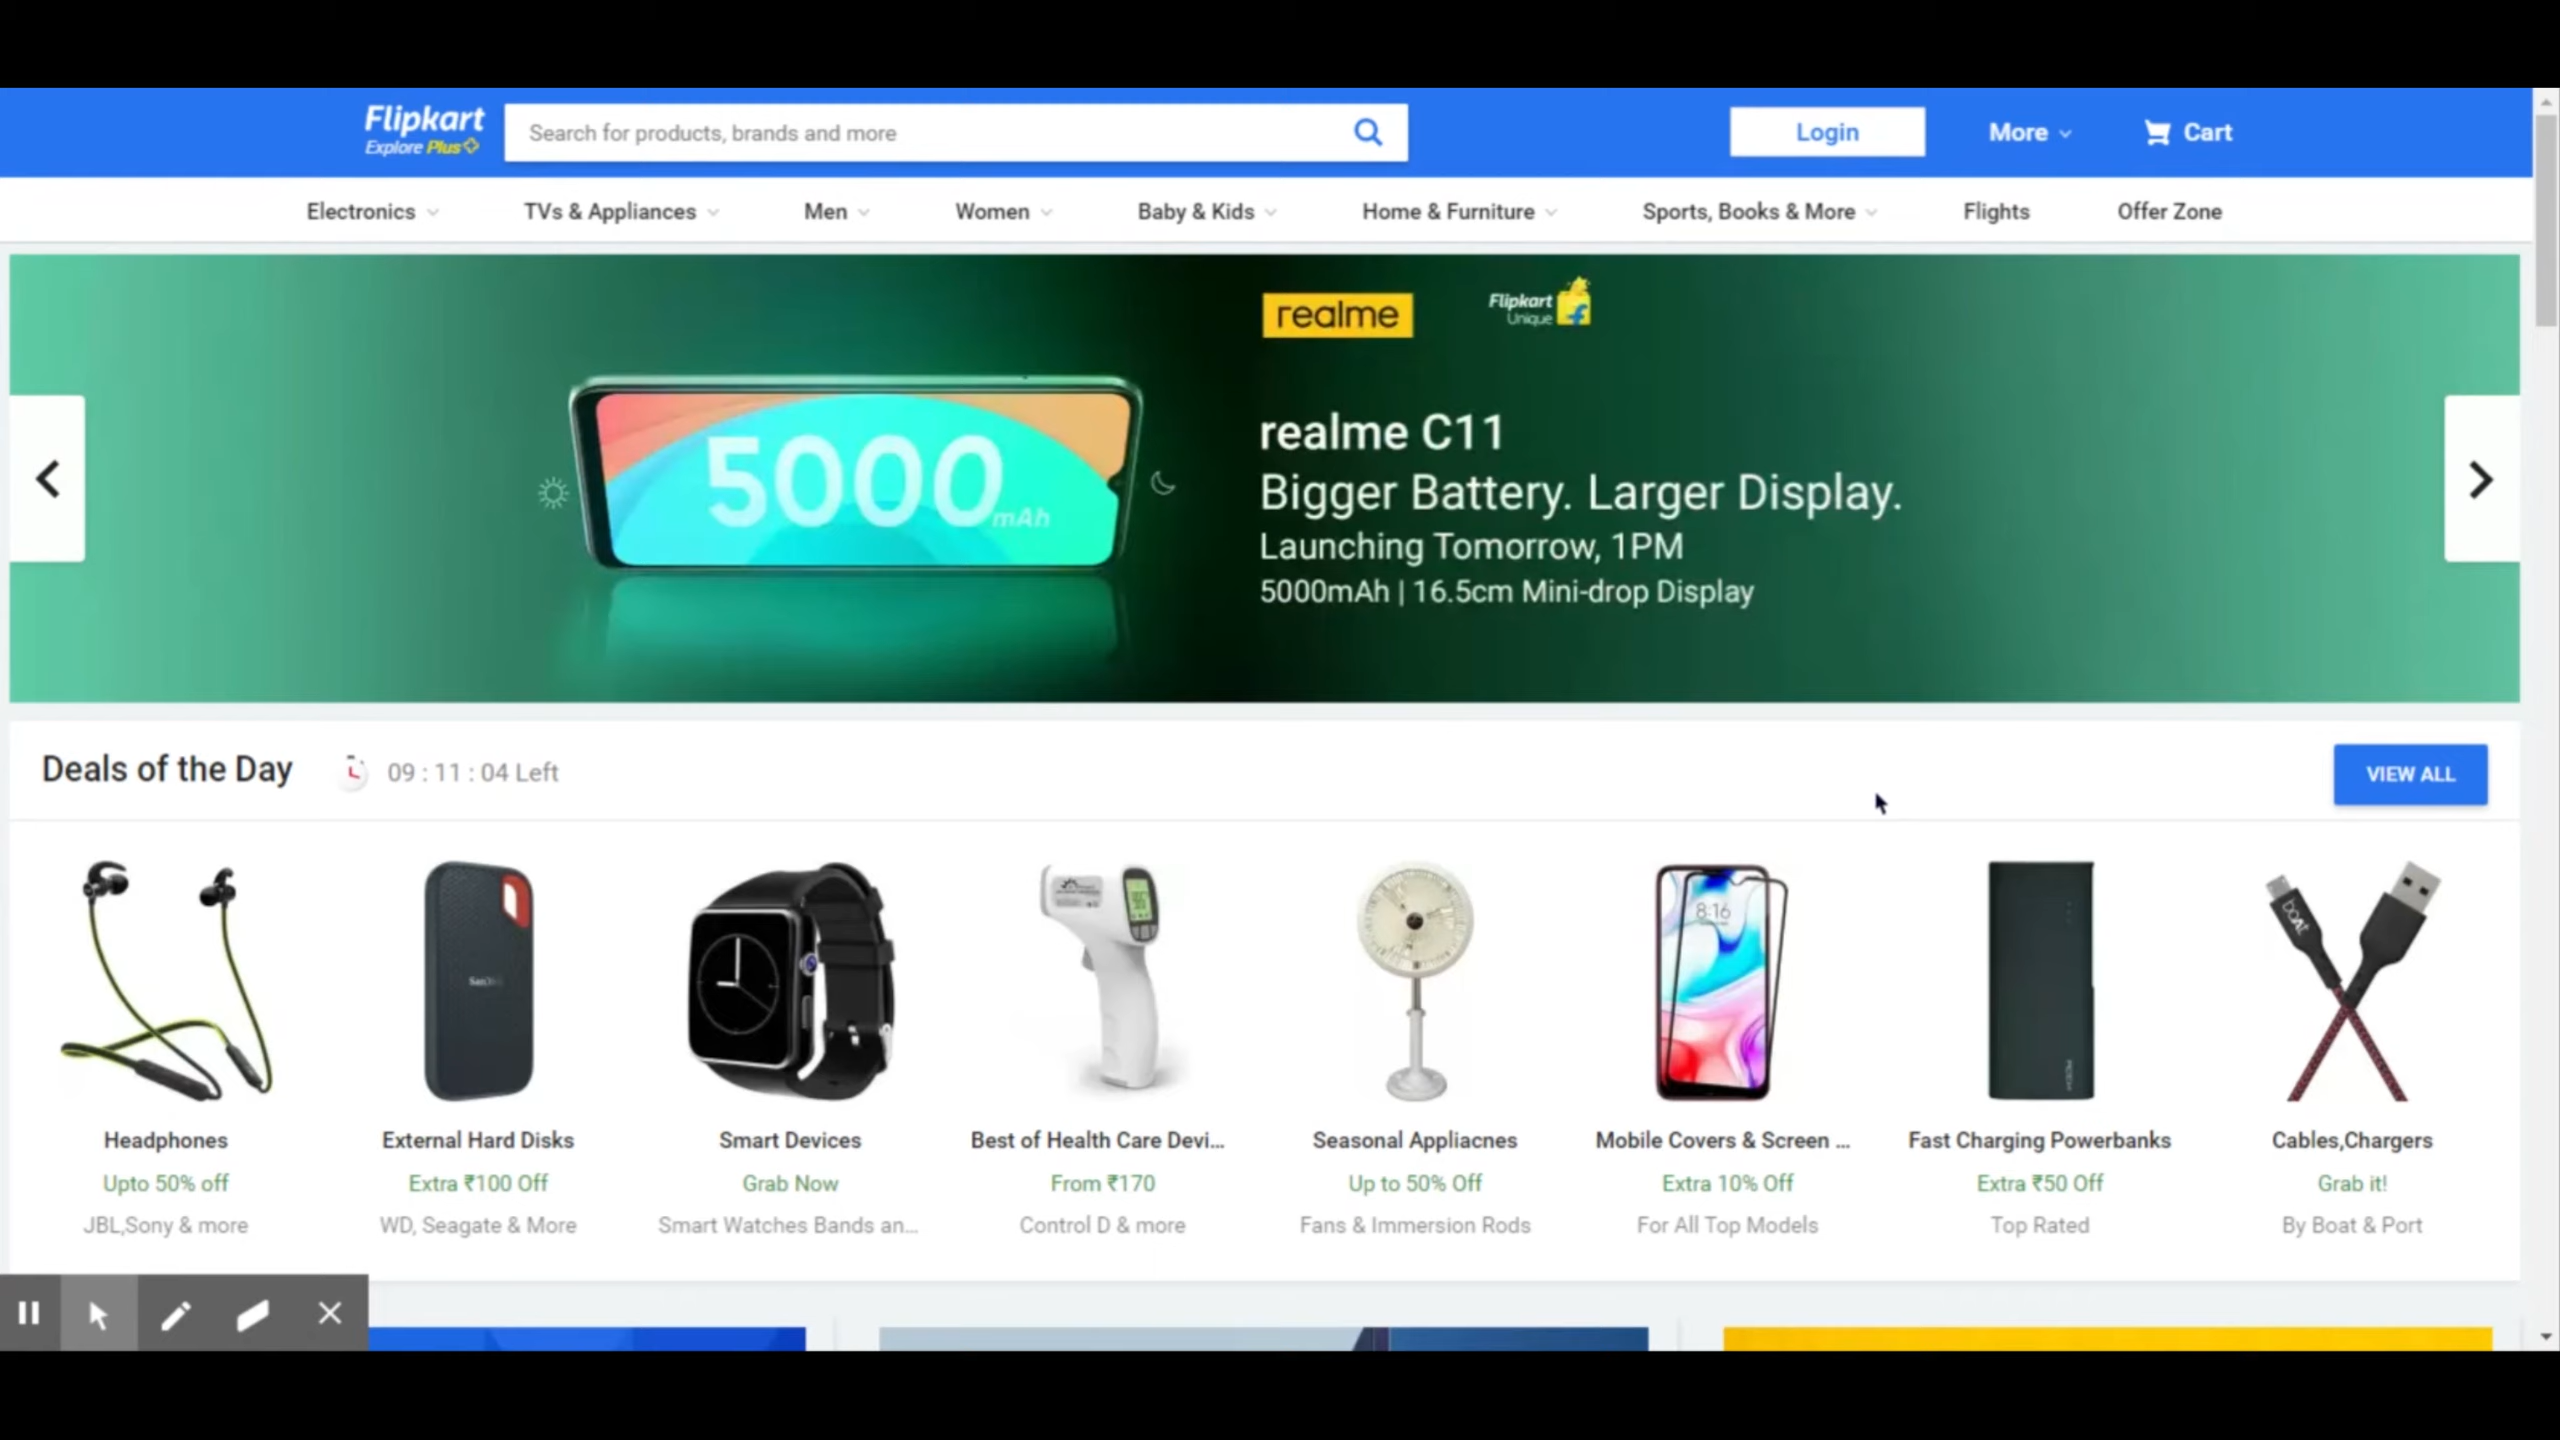 Flipkart
Explore Plus
Search for products, brands and more
Login
More
Cart
Electronics
TVs & Appliances
Men
Women
Baby & Kids
Home & Furniture
Sports, Books & More
Flights
Offer Zone
realme
Flipkart
Unique
5000mAh
realme C11
Bigger Battery. Larger Display.
Launching Tomorrow, 1PM
5000mAh | 16.5cm Mini-drop Display
Deals of the Day
09 : 11 : 04 Left
VIEW ALL
SanDisk
8:16
boAt
Headphones
Upto 50% off
JBL,Sony & more
External Hard Disks
Extra ₹100 Off
WD, Seagate & More
Smart Devices
Grab Now
Smart Watches Bands an...
Best of Health Care Devi...
From ₹170
Control D & more
Seasonal Appliacnes
Up to 50% Off
Fans & Immersion Rods
Mobile Covers & Screen ...
Extra 10% Off
For All Top Models
Fast Charging Powerbanks
Extra ₹50 Off
Top Rated
Cables,Chargers
Grab it!
By Boat & Port